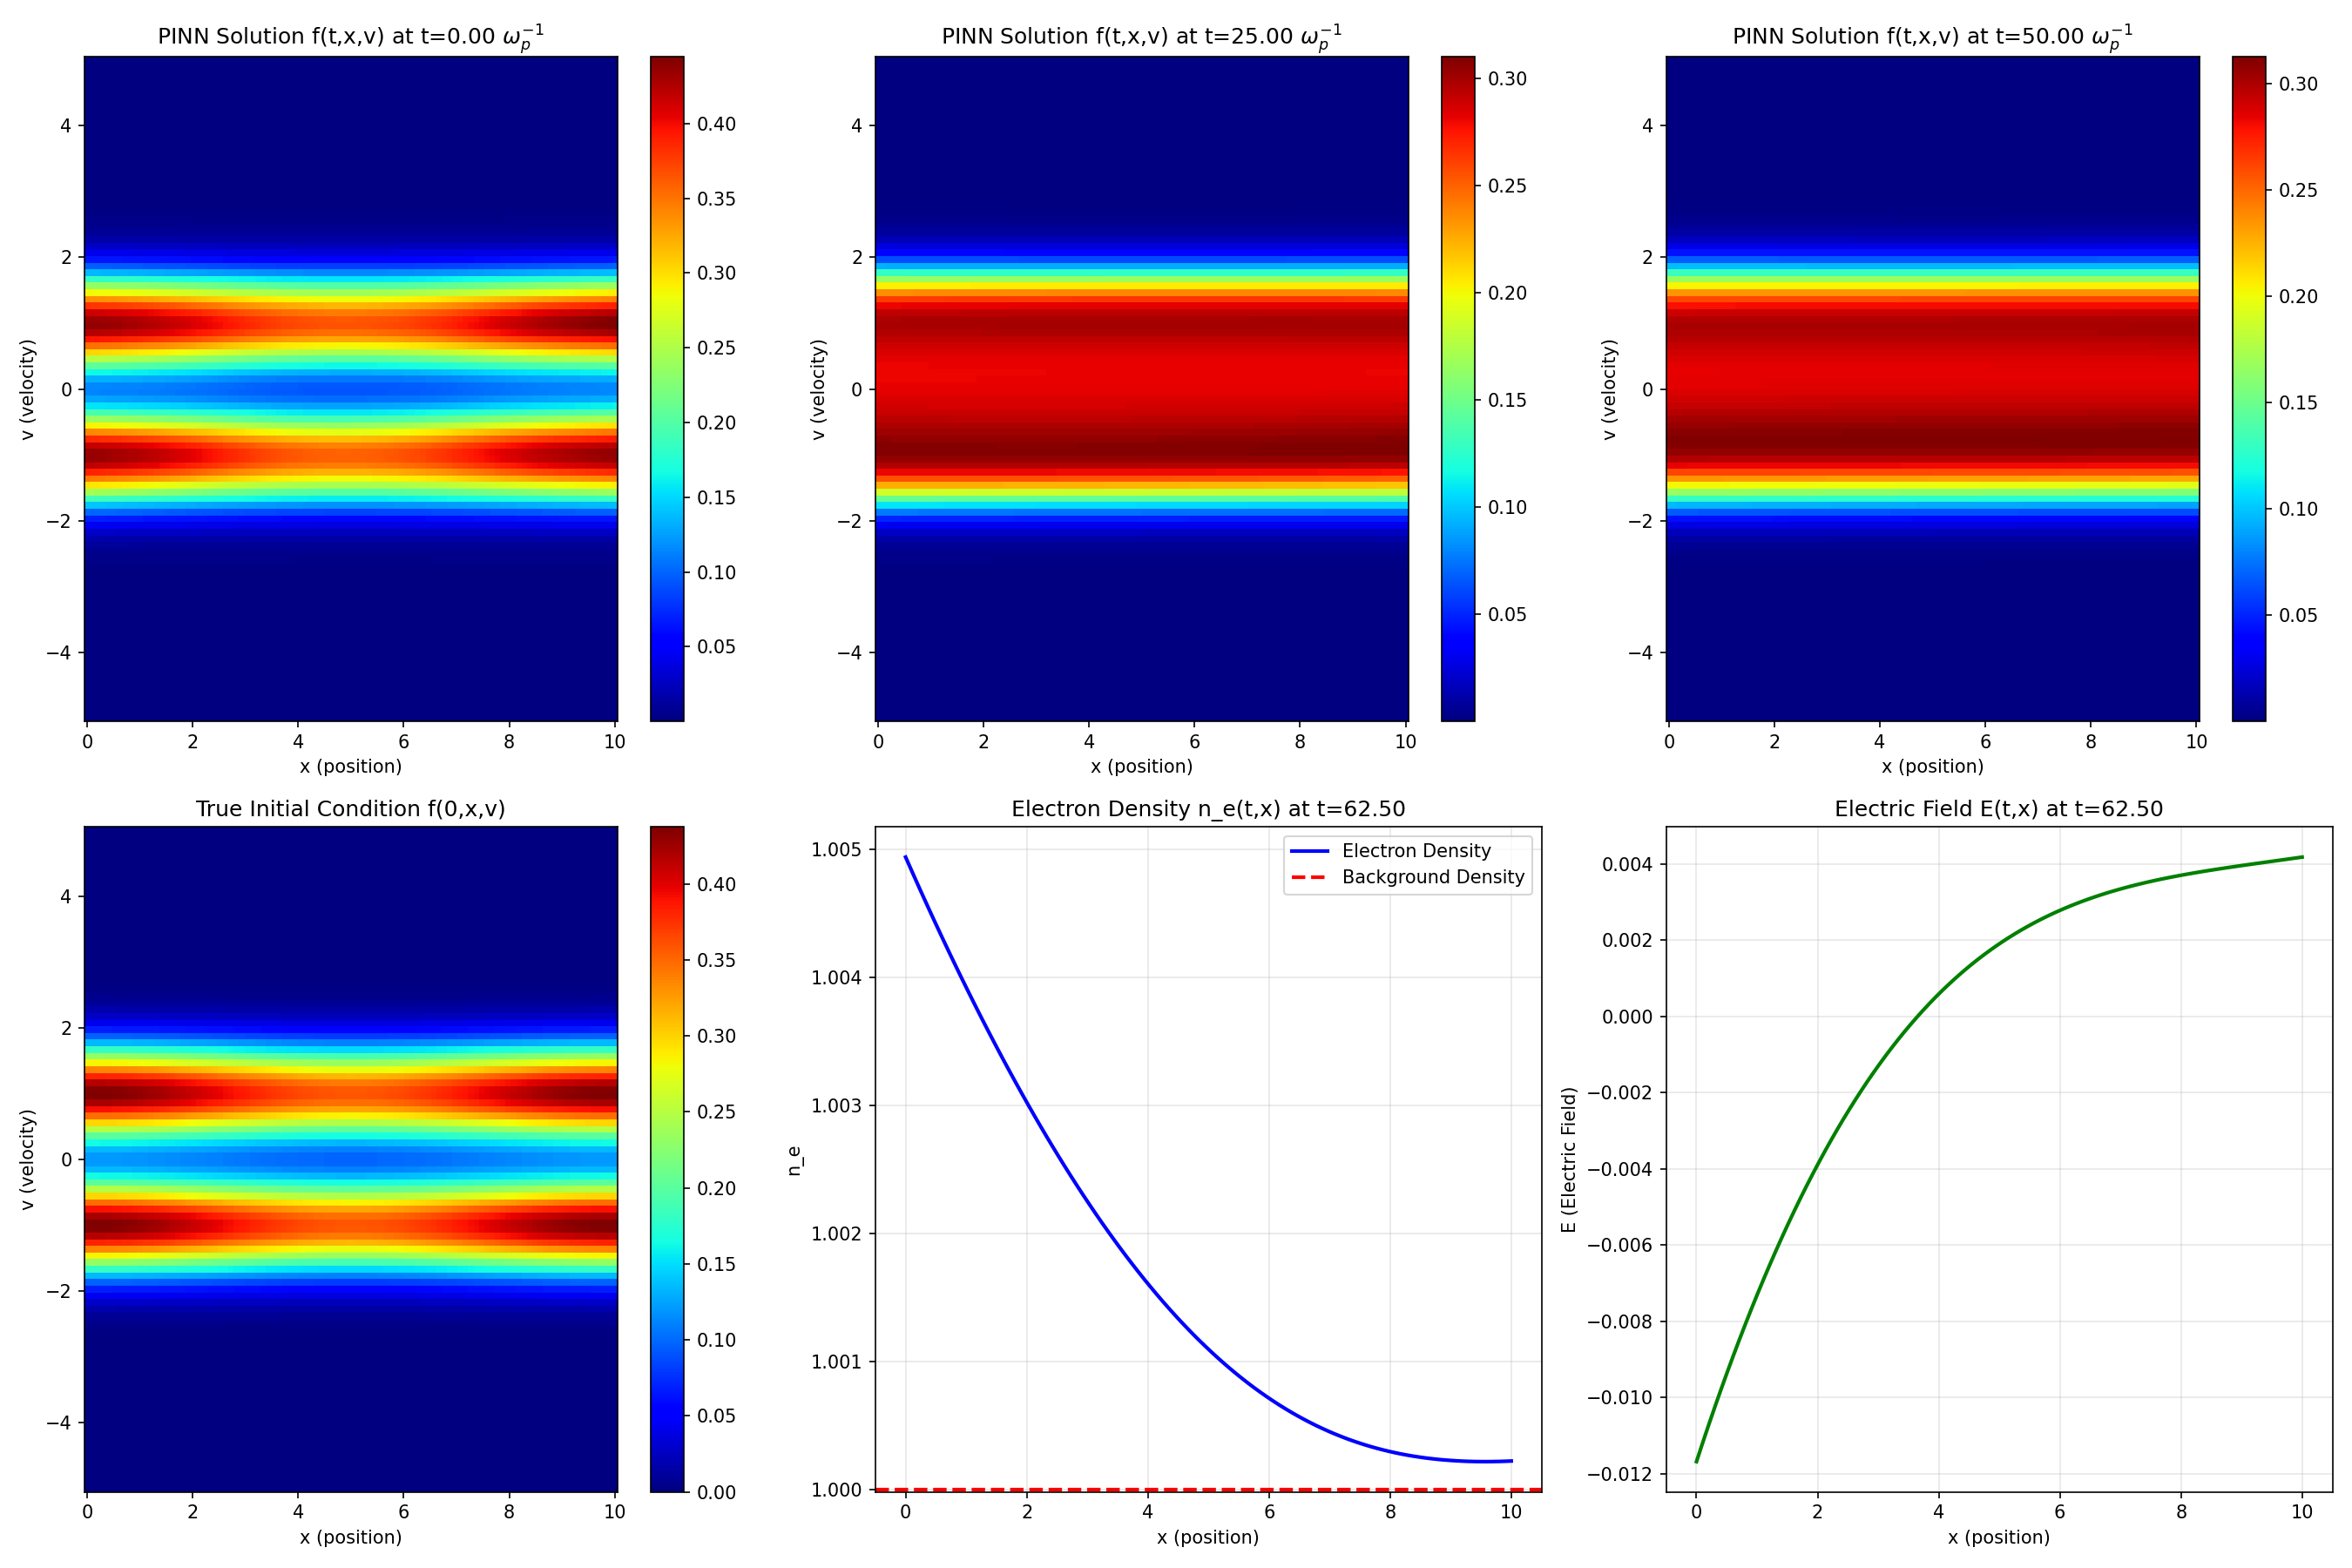 PINN Solution f(t,x,v) at t=0.00 ω_p^{-1}
4
2
0
−2
−4
v (velocity)
0 2 4 6 8 10
x (position)
0.40
0.35
0.30
0.25
0.20
0.15
0.10
0.05
PINN Solution f(t,x,v) at t=25.00 ω_p^{-1}
4
2
0
−2
−4
v (velocity)
0 2 4 6 8 10
x (position)
0.30
0.25
0.20
0.15
0.10
0.05
PINN Solution f(t,x,v) at t=50.00 ω_p^{-1}
4
2
0
−2
−4
v (velocity)
0 2 4 6 8 10
x (position)
0.30
0.25
0.20
0.15
0.10
0.05
True Initial Condition f(0,x,v)
4
2
0
−2
−4
v (velocity)
0 2 4 6 8 10
x (position)
0.40
0.35
0.30
0.25
0.20
0.15
0.10
0.05
0.00
Electron Density n_e(t,x) at t=62.50
Electron Density
Background Density
1.005
1.004
1.003
1.002
1.001
1.000
n_e
0 2 4 6 8 10
x (position)
Electric Field E(t,x) at t=62.50
0.004
0.002
0.000
−0.002
−0.004
−0.006
−0.008
−0.010
−0.012
E (Electric Field)
0 2 4 6 8 10
x (position)